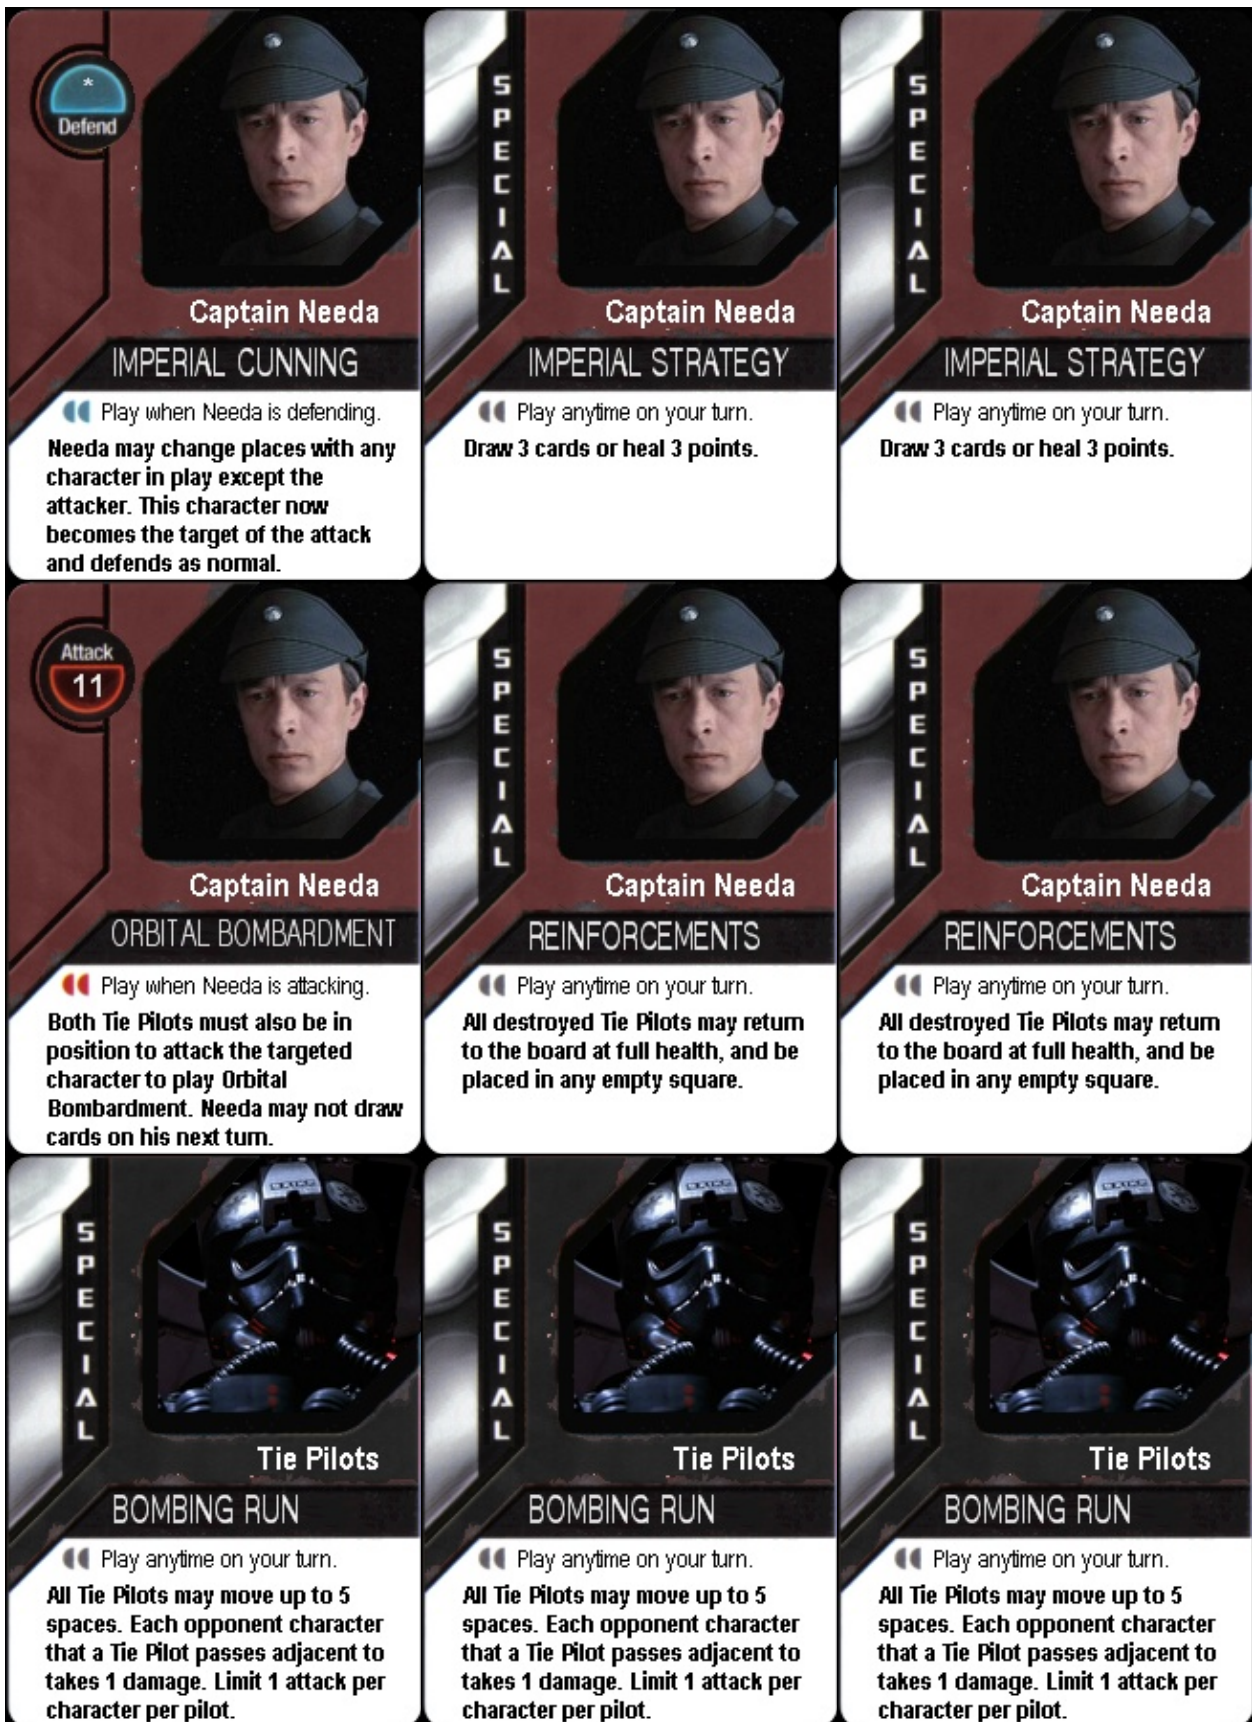 *
Defend
Captain Needa
IMPERIAL CUNNING
Play when Needa is defending.
Needa may change places with any
character in play except the
attacker. This character now
becomes the target of the attack
and defends as normal.
SPECIAL
Captain Needa
IMPERIAL STRATEGY
Play anytime on your turn.
Draw 3 cards or heal 3 points.
SPECIAL
Captain Needa
IMPERIAL STRATEGY
Play anytime on your turn.
Draw 3 cards or heal 3 points.
Attack
11
Captain Needa
ORBITAL BOMBARDMENT
Play when Needa is attacking.
Both Tie Pilots must also be in
position to attack the targeted
character to play Orbital
Bombardment. Needa may not draw
cards on his next turn.
SPECIAL
Captain Needa
REINFORCEMENTS
Play anytime on your turn.
All destroyed Tie Pilots may return
to the board at full health, and be
placed in any empty square.
SPECIAL
Captain Needa
REINFORCEMENTS
Play anytime on your turn.
All destroyed Tie Pilots may return
to the board at full health, and be
placed in any empty square.
SPECIAL
Tie Pilots
BOMBING RUN
Play anytime on your turn.
All Tie Pilots may move up to 5
spaces. Each opponent character
that a Tie Pilot passes adjacent to
takes 1 damage. Limit 1 attack per
character per pilot.
SPECIAL
Tie Pilots
BOMBING RUN
Play anytime on your turn.
All Tie Pilots may move up to 5
spaces. Each opponent character
that a Tie Pilot passes adjacent to
takes 1 damage. Limit 1 attack per
character per pilot.
SPECIAL
Tie Pilots
BOMBING RUN
Play anytime on your turn.
All Tie Pilots may move up to 5
spaces. Each opponent character
that a Tie Pilot passes adjacent to
takes 1 damage. Limit 1 attack per
character per pilot.